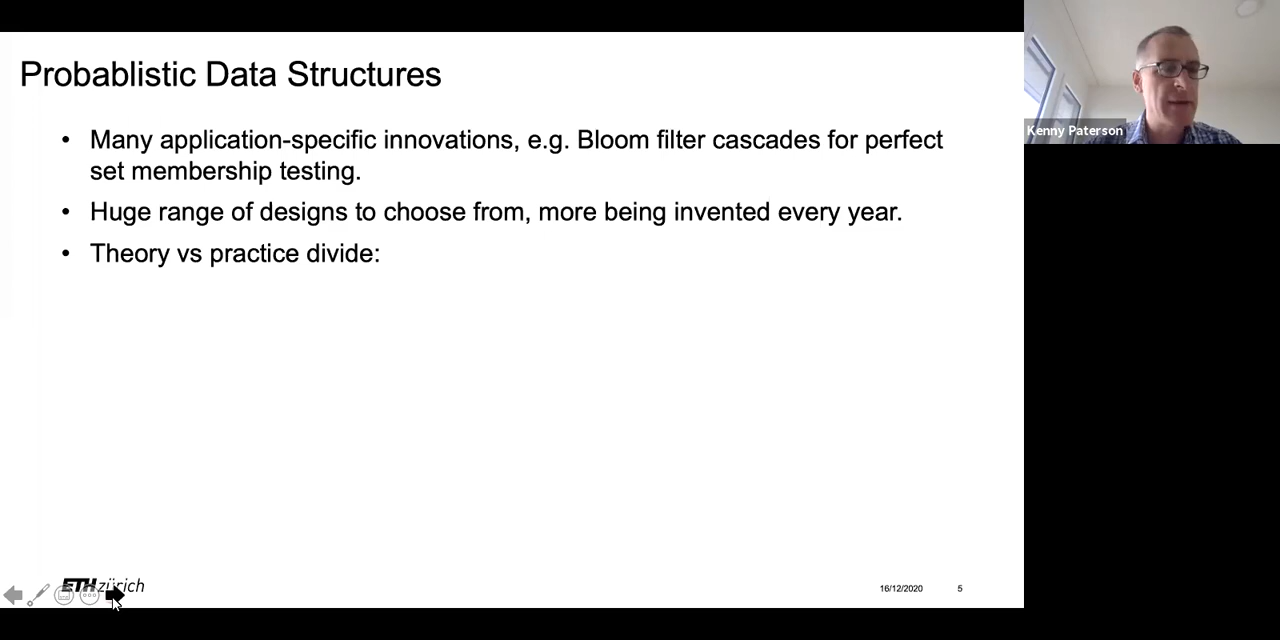 Probablistic Data Structures
• Many application-specific innovations, e.g. Bloom filter cascades for perfect
set membership testing.
• Huge range of designs to choose from, more being invented every year.
• Theory vs practice divide:
Kenny Paterson
ETH zürich
16/12/2020 5